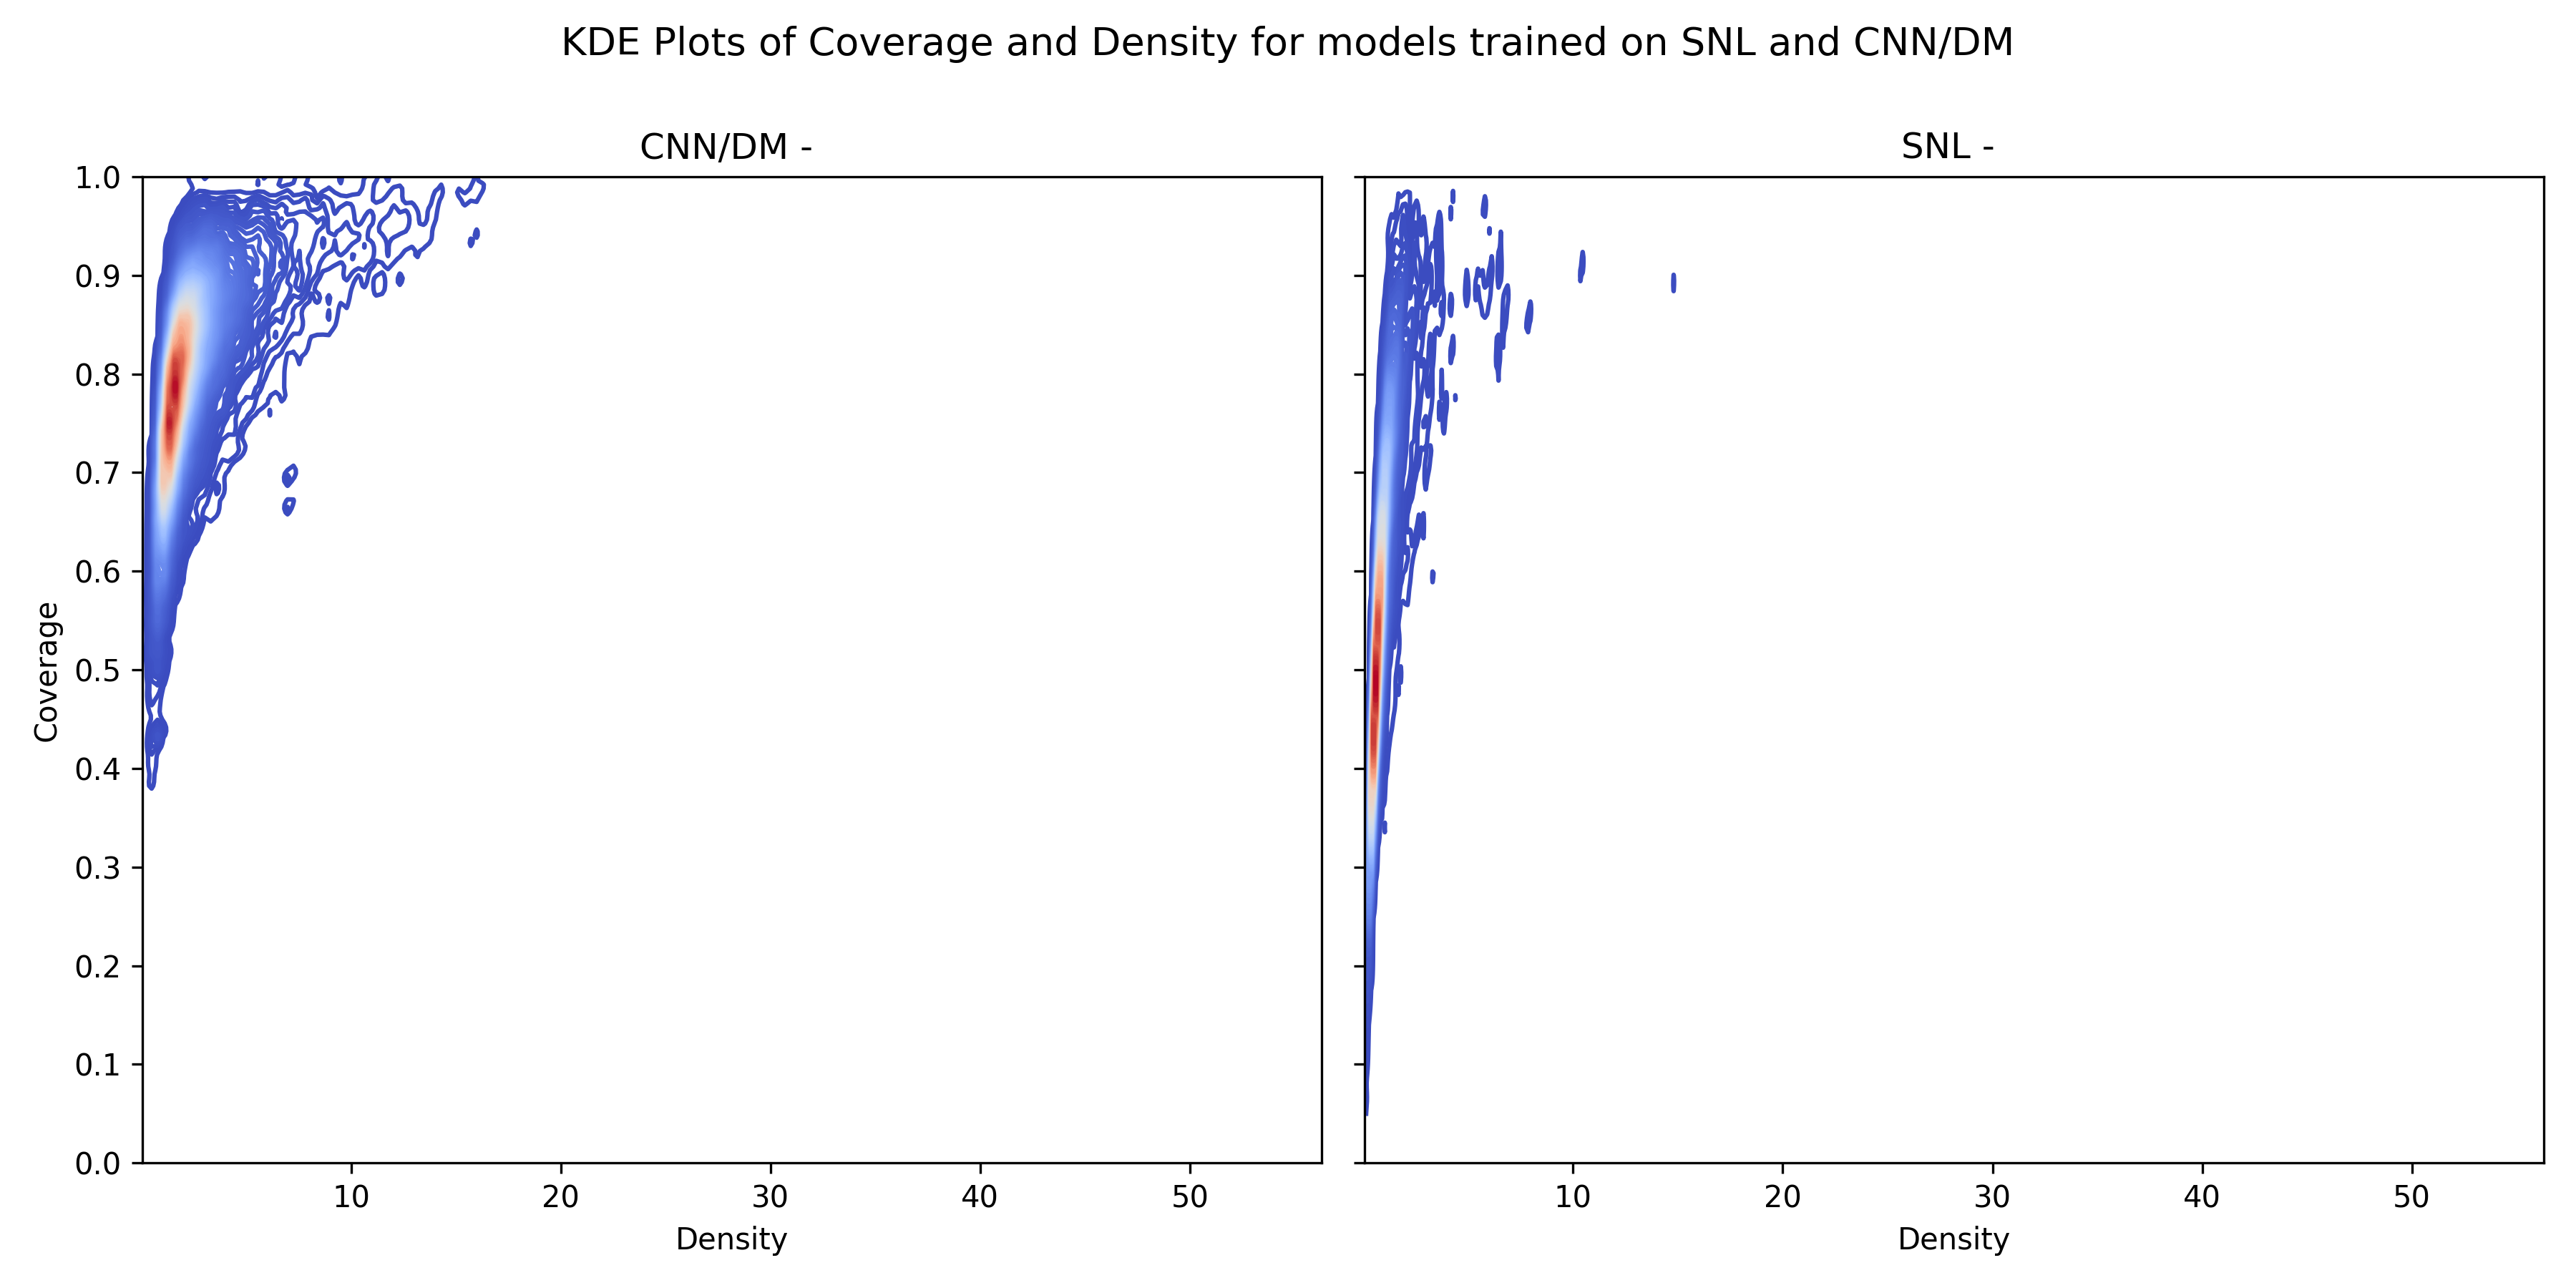 KDE Plots of Coverage and Density for models trained on SNL and CNN/DM
CNN/DM -
SNL -
1.0
0.9
0.8
0.7
0.6
0.5
0.4
0.3
0.2
0.1
0.0
Coverage
10 20 30 40 50
10 20 30 40 50
Density
Density